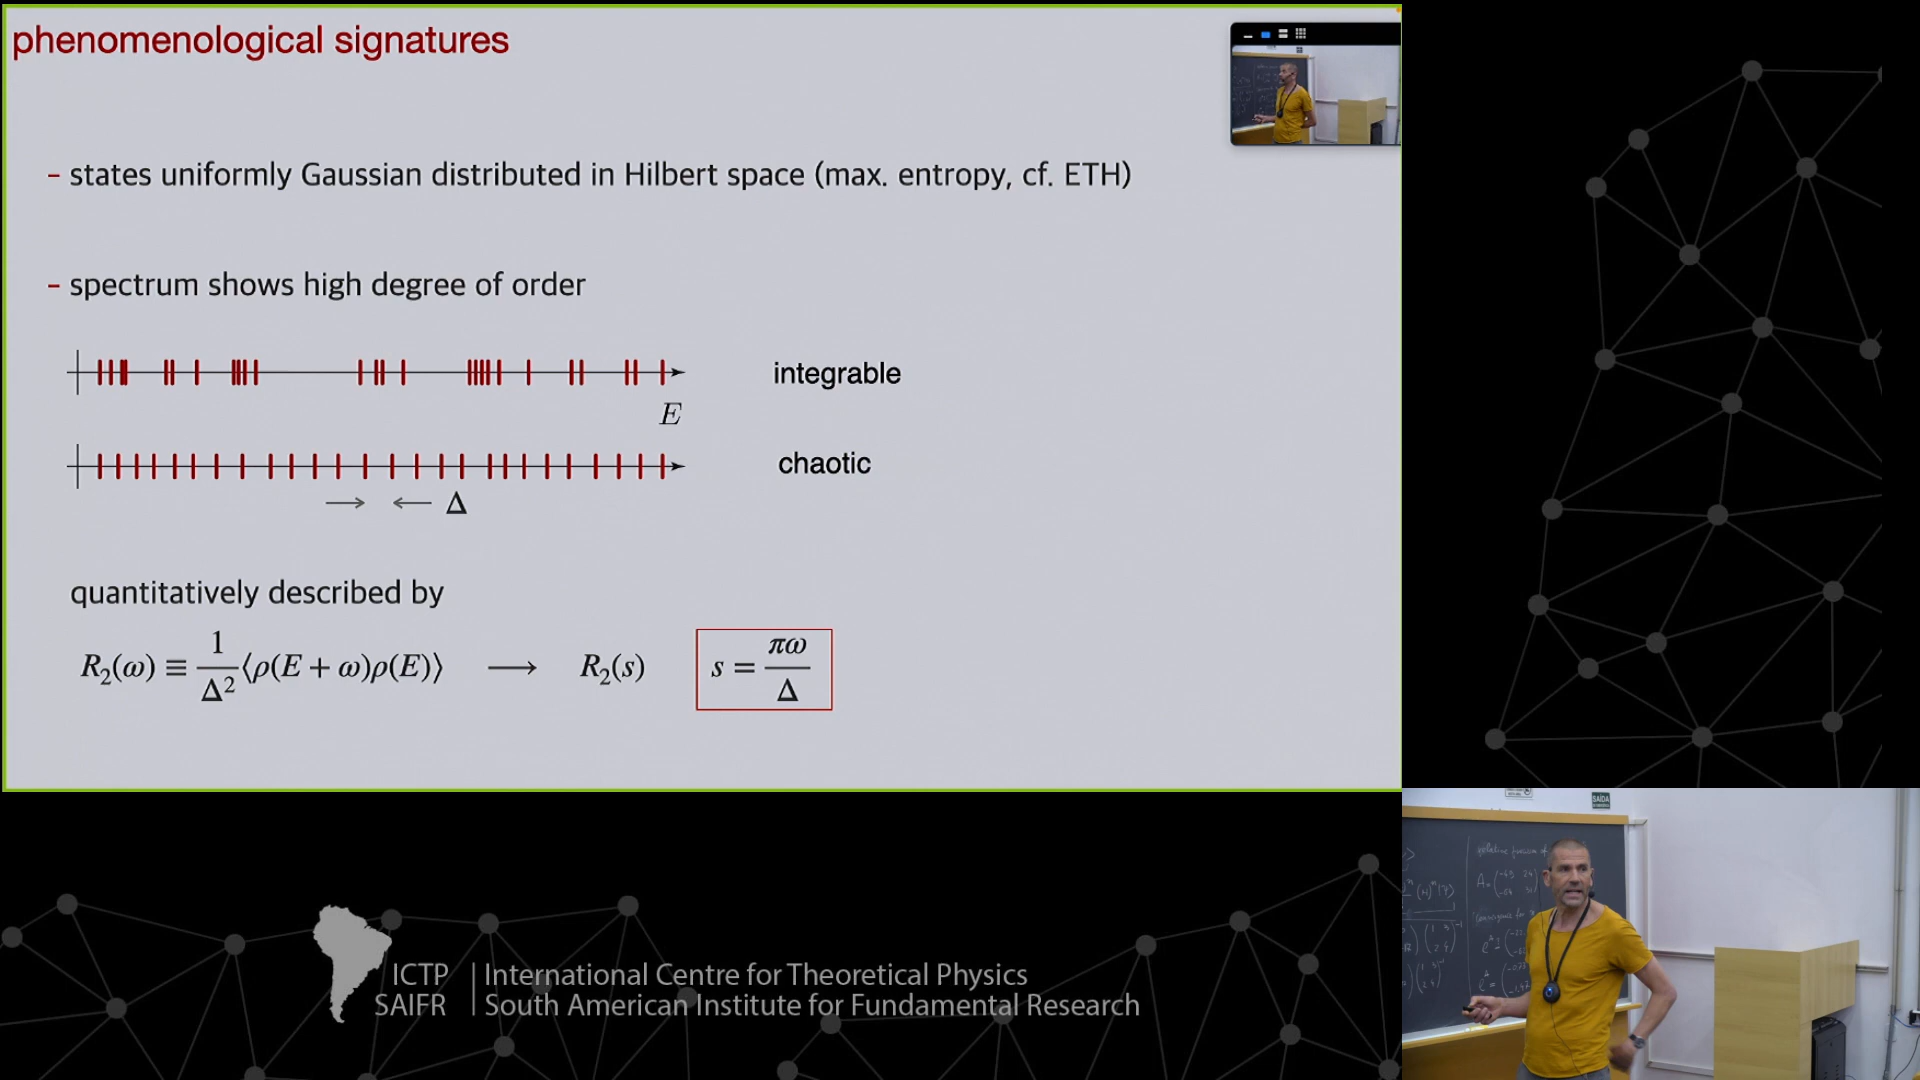 phenomenological signatures
– states uniformly Gaussian distributed in Hilbert space (max. entropy, cf. ETH)
– spectrum shows high degree of order
integrable
E
chaotic
Δ
quantitatively described by
R₂(ω) ≡ 1/Δ² ⟨ρ(E + ω)ρ(E)⟩ ⟶ R₂(s) s = πω/Δ
SAÍDA
ICTP | International Centre for Theoretical Physics
SAIFR | South American Institute for Fundamental Research